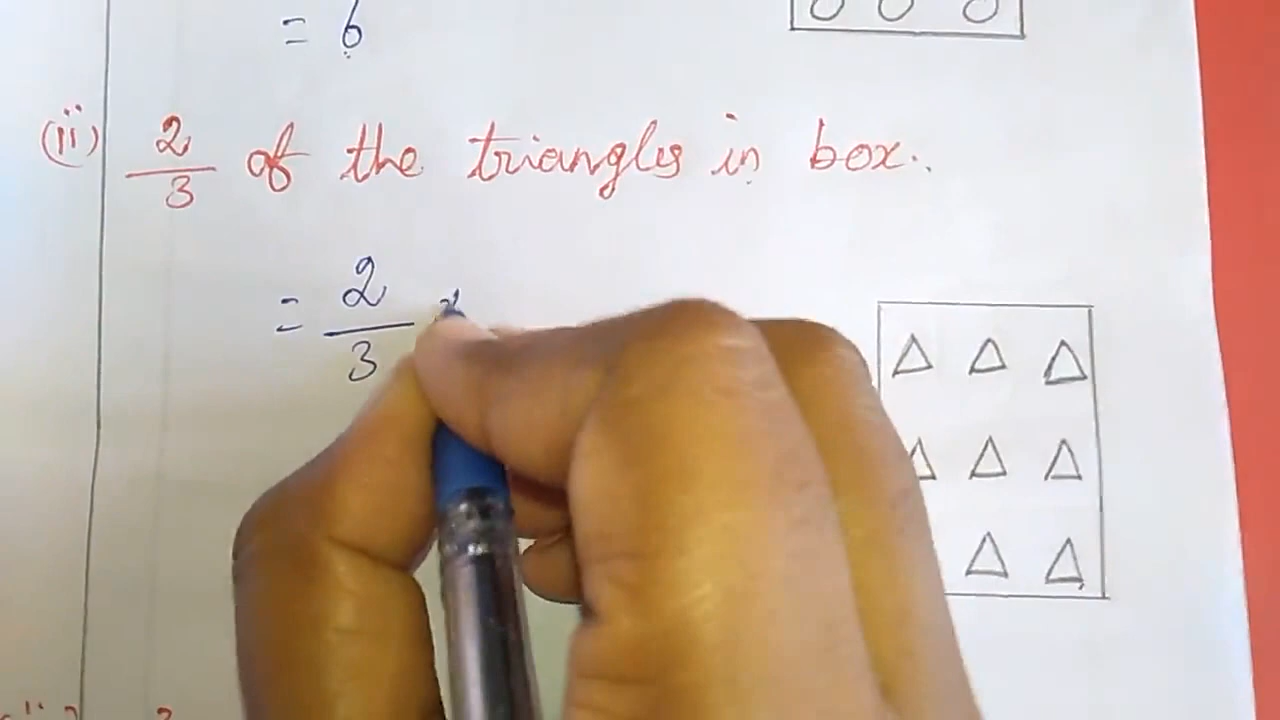 = 6
(ii) 2/3 of the triangles in box.
= 2/3 ×